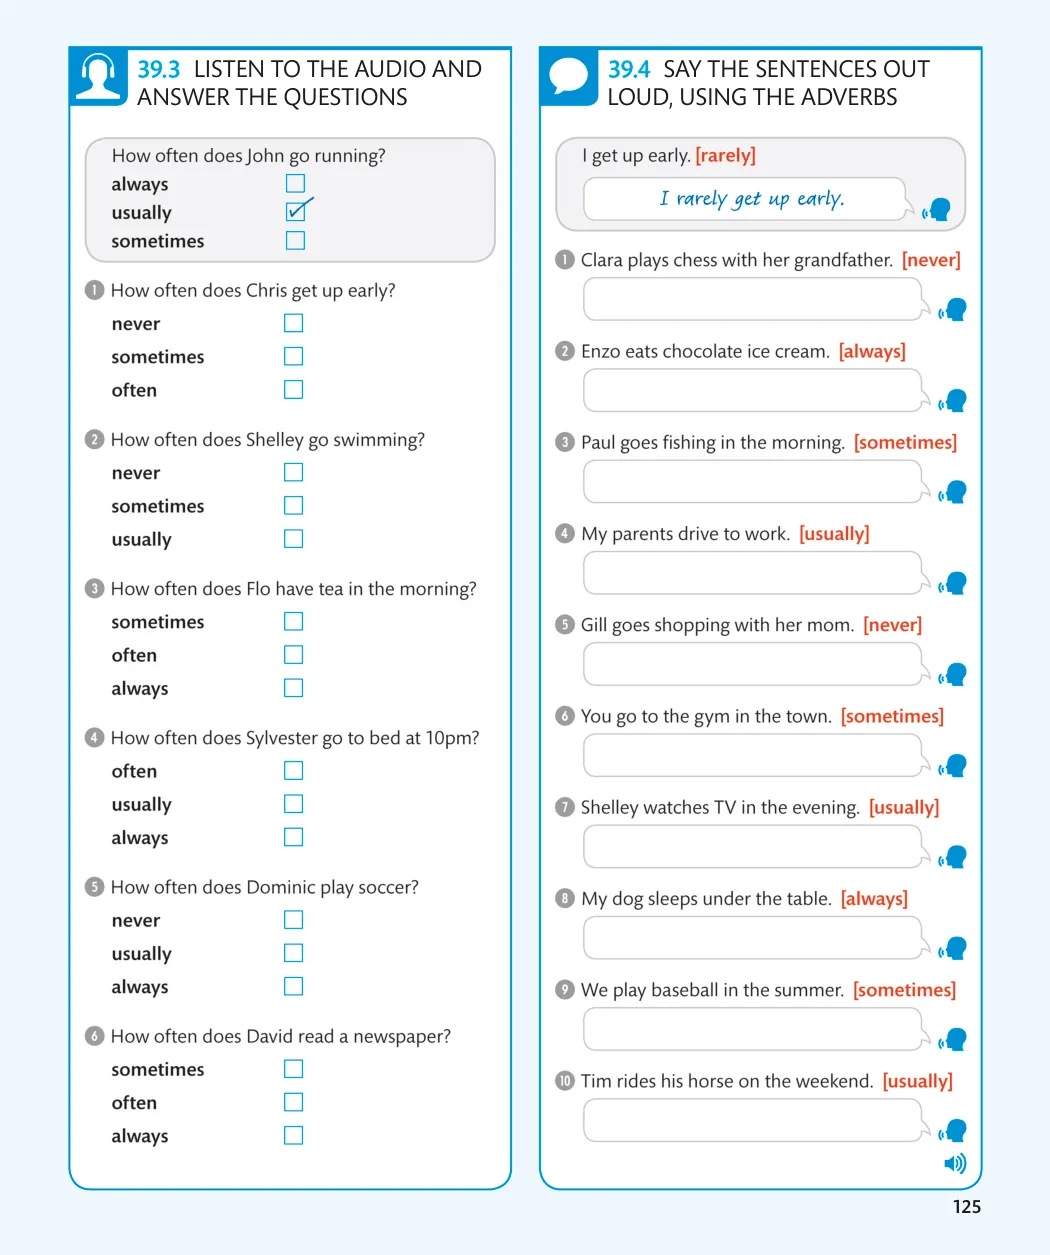 39.3 LISTEN TO THE AUDIO AND
ANSWER THE QUESTIONS
How often does John go running?
always
usually
sometimes
1 How often does Chris get up early?
never
sometimes
often
2 How often does Shelley go swimming?
never
sometimes
usually
3 How often does Flo have tea in the morning?
sometimes
often
always
4 How often does Sylvester go to bed at 10pm?
often
usually
always
5 How often does Dominic play soccer?
never
usually
always
6 How often does David read a newspaper?
sometimes
often
always
39.4 SAY THE SENTENCES OUT
LOUD, USING THE ADVERBS
I get up early. [rarely]
I rarely get up early.
1 Clara plays chess with her grandfather. [never]
2 Enzo eats chocolate ice cream. [always]
3 Paul goes fishing in the morning. [sometimes]
4 My parents drive to work. [usually]
5 Gill goes shopping with her mom. [never]
6 You go to the gym in the town. [sometimes]
7 Shelley watches TV in the evening. [usually]
8 My dog sleeps under the table. [always]
9 We play baseball in the summer. [sometimes]
10 Tim rides his horse on the weekend. [usually]
125